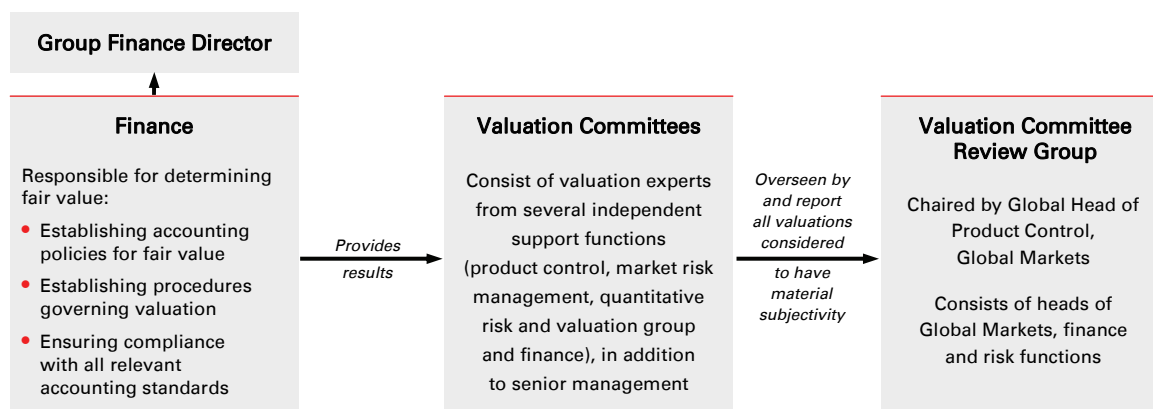 Group Finance Director
Finance
Responsible for determining
fair value:
• Establishing accounting
policies for fair value
• Establishing procedures
governing valuation
• Ensuring compliance
with all relevant
accounting standards
Provides
results
Valuation Committees
Consist of valuation experts
from several independent
support functions
(product control, market risk
management, quantitative
risk and valuation group
and finance), in addition
to senior management
Overseen by
and report
all valuations
considered
to have
material
subjectivity
Valuation Committee
Review Group
Chaired by Global Head of
Product Control,
Global Markets
Consists of heads of
Global Markets, finance
and risk functions